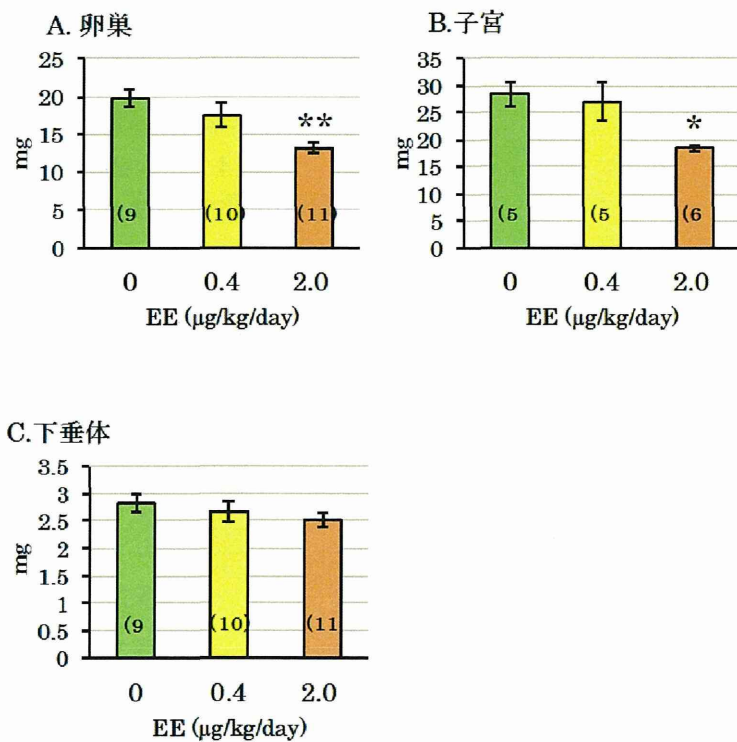 A. 卵巣
25
20
15
10
5
0
mg
**
(9
(10)
(11)
0 0.4 2.0
EE (µg/kg/day)
B.子宮
35
30
25
20
15
10
5
0
mg
*
(5
(5
(6
0 0.4 2.0
EE (µg/kg/day)
C.下垂体
3.5
3
2.5
2
1.5
1
0.5
0
mg
(9
(10)
(11
0 0.4 2.0
EE (µg/kg/day)